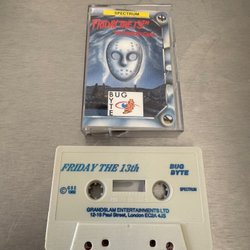 SPECTRUM
FRIDAY THE 13th
BUG
BYTE
FRIDAY THE 13th
BUG
BYTE
SPECTRUM
GRANDSLAM ENTERTAINMENTS LTD
12-18 Paul Street, London EC2A 4JS